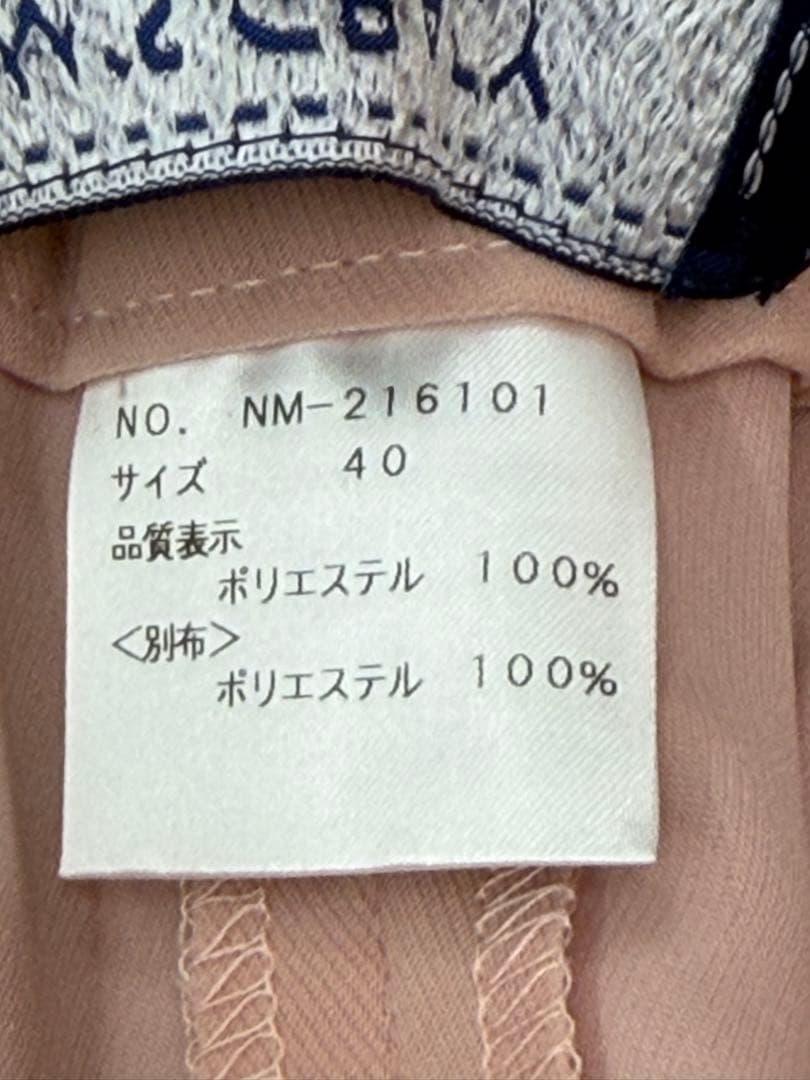 NO. NM-216101
サイズ 40
品質表示
ポリエステル 100%
<別布>
ポリエステル 100%